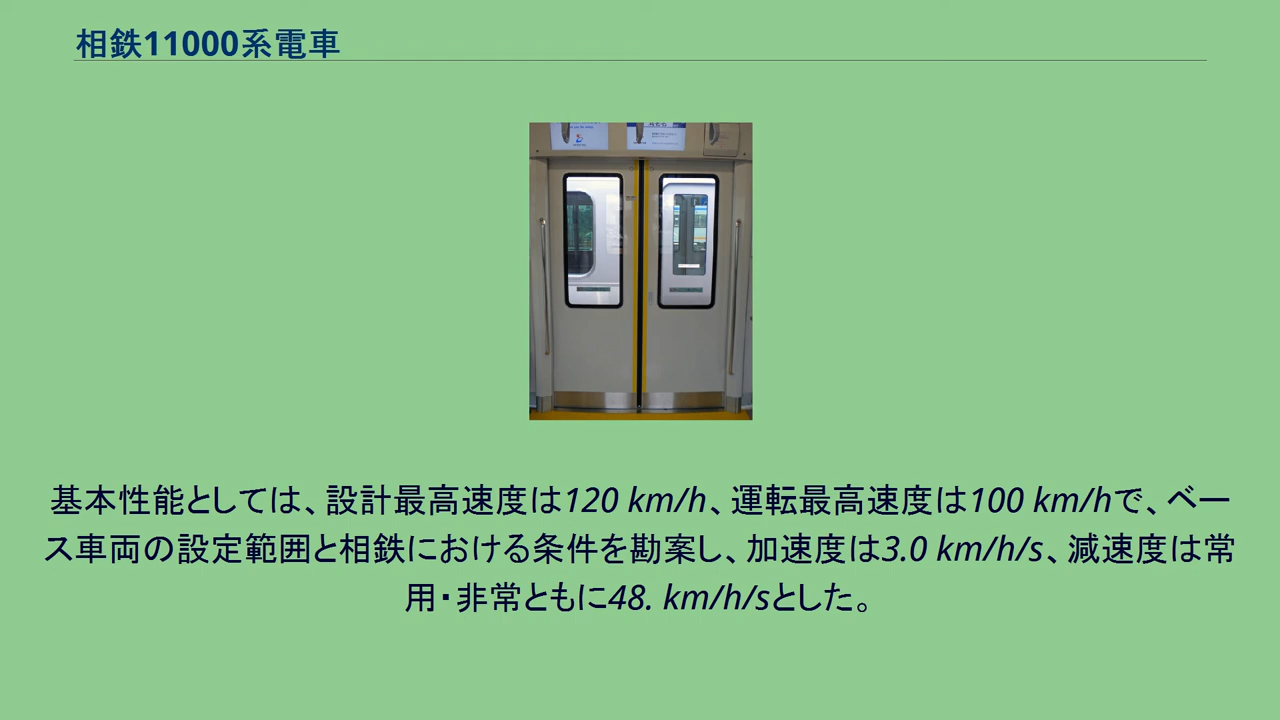 相鉄11000系電車
基本性能としては、設計最高速度は120 km/h、運転最高速度は100 km/hで、ベー
ス車両の設定範囲と相鉄における条件を勘案し、加速度は3.0 km/h/s、減速度は常
用・非常ともに48. km/h/sとした。